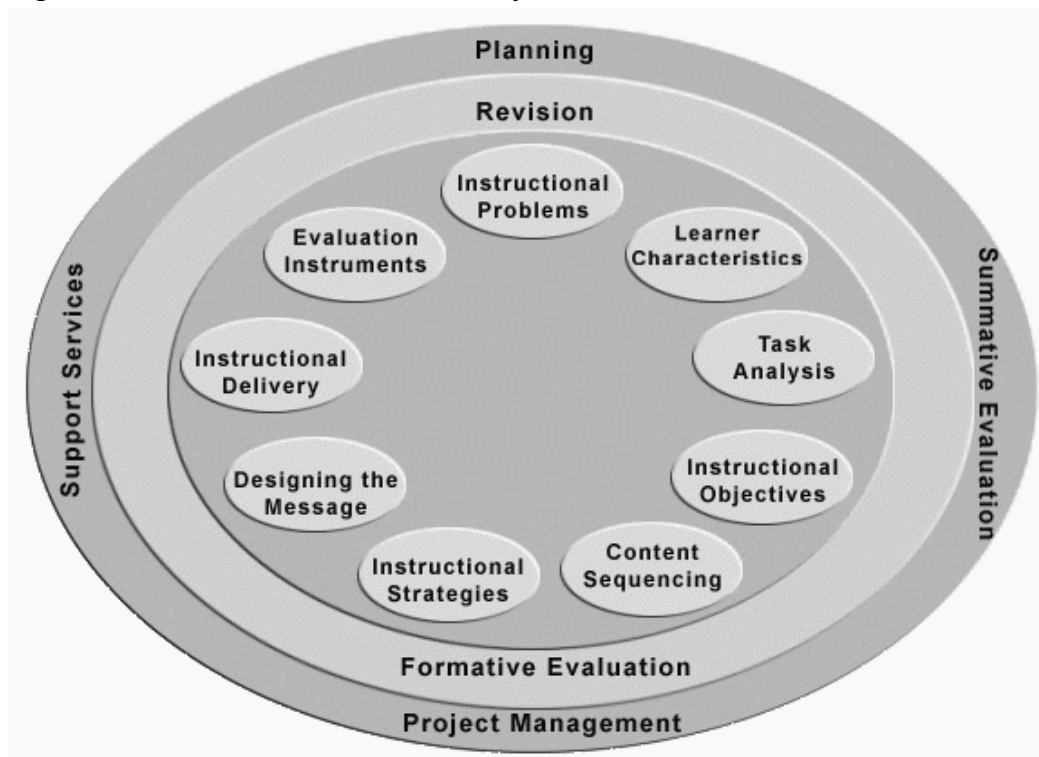 Planning
Revision
Instructional
Problems
Learner
Characteristics
Task
Analysis
Instructional
Objectives
Content
Sequencing
Instructional
Strategies
Designing the
Message
Instructional
Delivery
Evaluation
Instruments
Formative Evaluation
Project Management
Support Services
Summative Evaluation